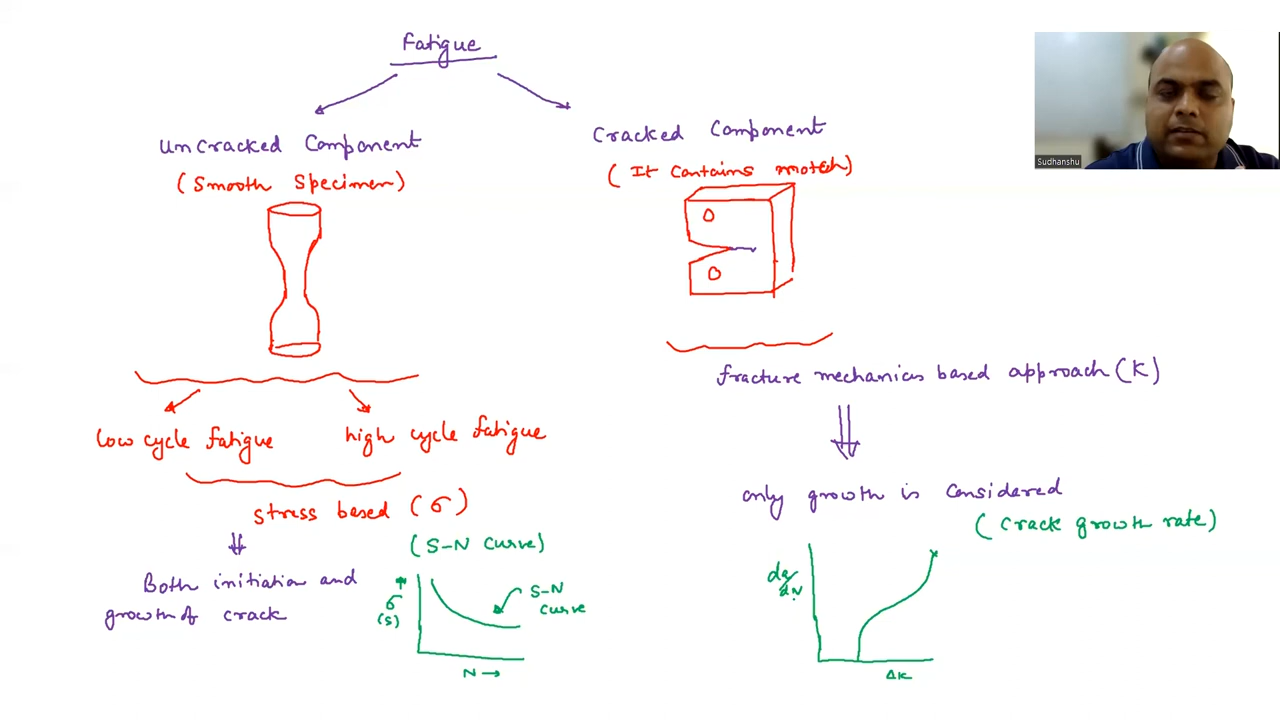 Fatigue
Uncracked Component
(Smooth Specimen)
low cycle fatigue
high cycle fatigue
stress based (σ)
(S-N curve)
Both initiation and
growth of crack
σ
(S)
S-N
curve
N →
Cracked Component
(It contains notch)
fracture mechanics based approach (K)
only growth is considered
(crack growth rate)
da/dN
ΔK
Sudhanshu